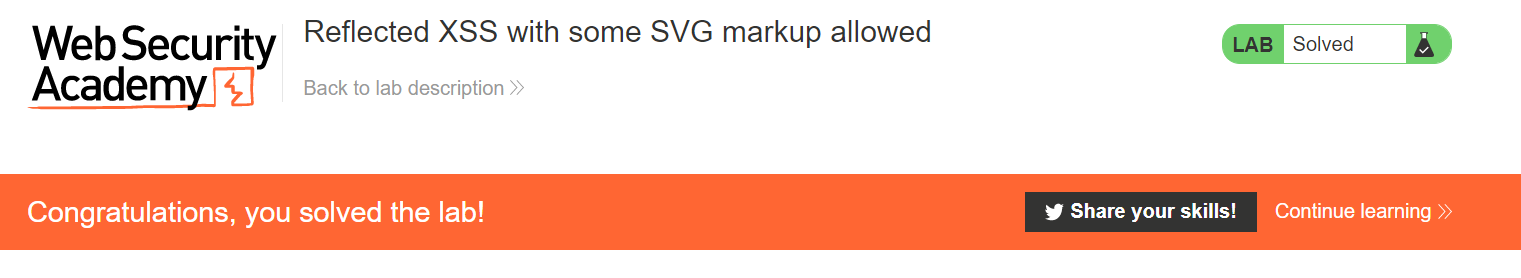 Web Security
Academy
Reflected XSS with some SVG markup allowed
Back to lab description
LAB Solved
Congratulations, you solved the lab!
Share your skills!
Continue learning